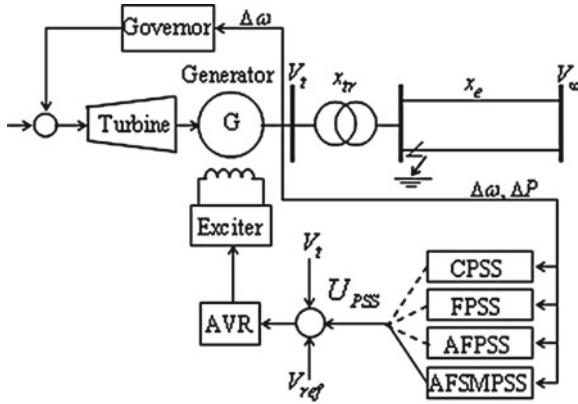 Governor
Δω
Generator
V_t
x_tr
x_e
V_∞
Turbine
G
Δω, ΔP
Exciter
V_t
CPSS
U_PSS
FPSS
AVR
AFPSS
V_ref
AFSMPSS